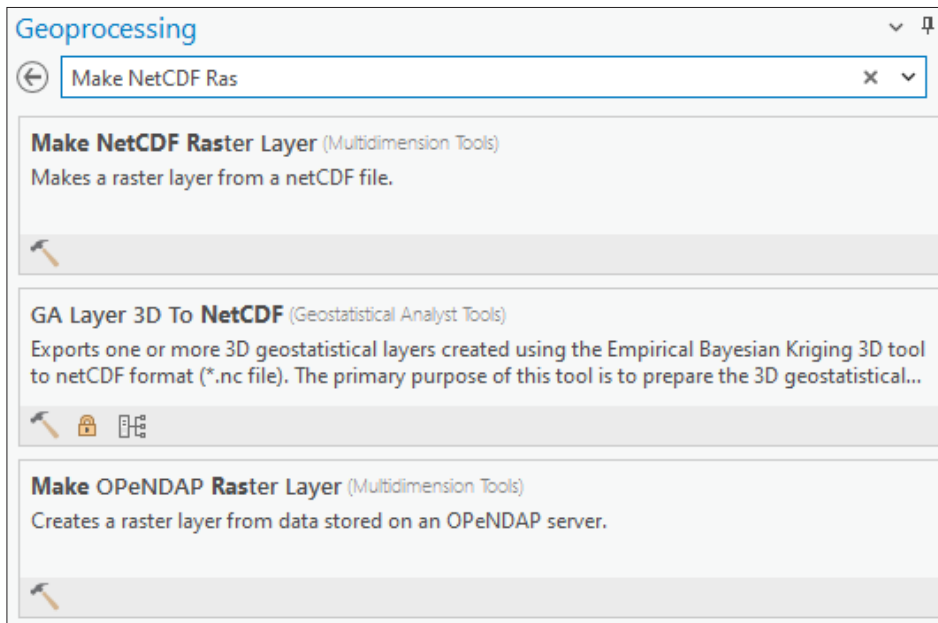 Geoprocessing
Make NetCDF Ras
Make NetCDF Raster Layer (Multidimension Tools)
Makes a raster layer from a netCDF file.
GA Layer 3D To NetCDF (Geostatistical Analyst Tools)
Exports one or more 3D geostatistical layers created using the Empirical Bayesian Kriging 3D tool
to netCDF format (*.nc file). The primary purpose of this tool is to prepare the 3D geostatistical...
Make OPeNDAP Raster Layer (Multidimension Tools)
Creates a raster layer from data stored on an OPeNDAP server.